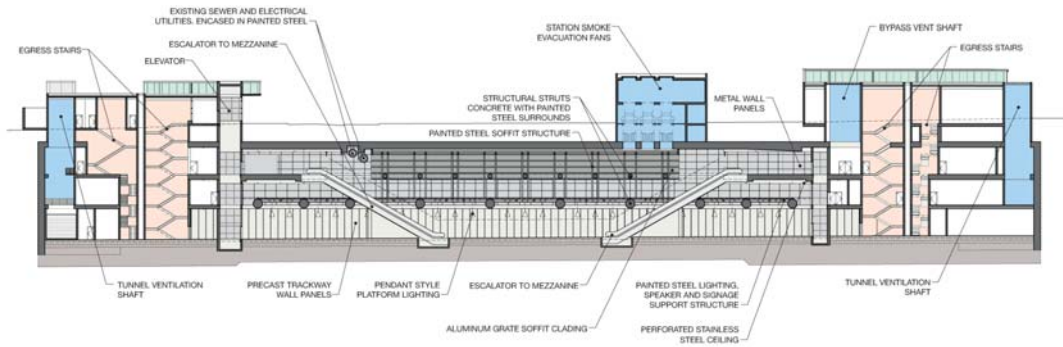 EXISTING SEWER AND ELECTRICAL
UTILITIES. ENCASED IN PAINTED STEEL
ESCALATOR TO MEZZANINE
EGRESS STAIRS
ELEVATOR
STATION SMOKE
EVACUATION FANS
BYPASS VENT SHAFT
EGRESS STAIRS
STRUCTURAL STRUTS
CONCRETE WITH PAINTED
STEEL SURROUNDS
METAL WALL
PANELS
PAINTED STEEL SOFFIT STRUCTURE
TUNNEL VENTILATION
SHAFT
PRECAST TRACKWAY
WALL PANELS
PENDANT STYLE
PLATFORM LIGHTING
ESCALATOR TO MEZZANINE
PAINTED STEEL LIGHTING,
SPEAKER AND SIGNAGE
SUPPORT STRUCTURE
TUNNEL VENTILATION
SHAFT
ALUMINUM GRATE SOFFIT CLADING
PERFORATED STAINLESS
STEEL CEILING